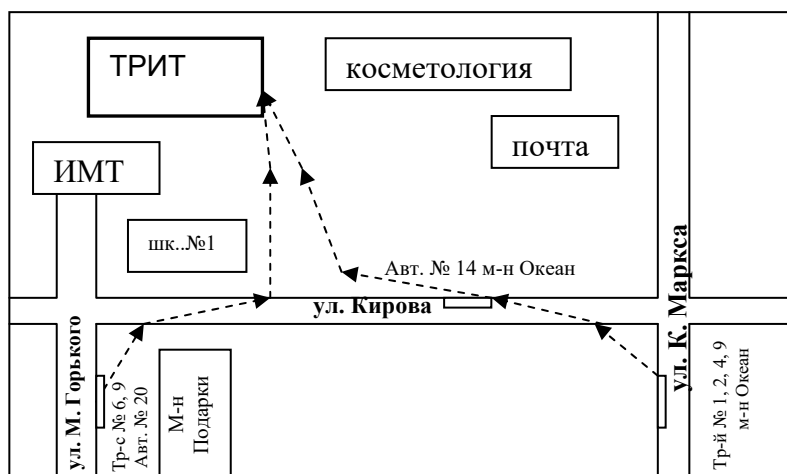 ТРИТ
косметология
почта
ИМТ
шк..№1
Авт. № 14 м-н Океан
ул. Кирова
ул. К. Маркса
ул. М. Горького
Тр-с № 6, 9
Авт. № 20
М-н
Подарки
Тр-й № 1, 2, 4, 9
м-н Океан